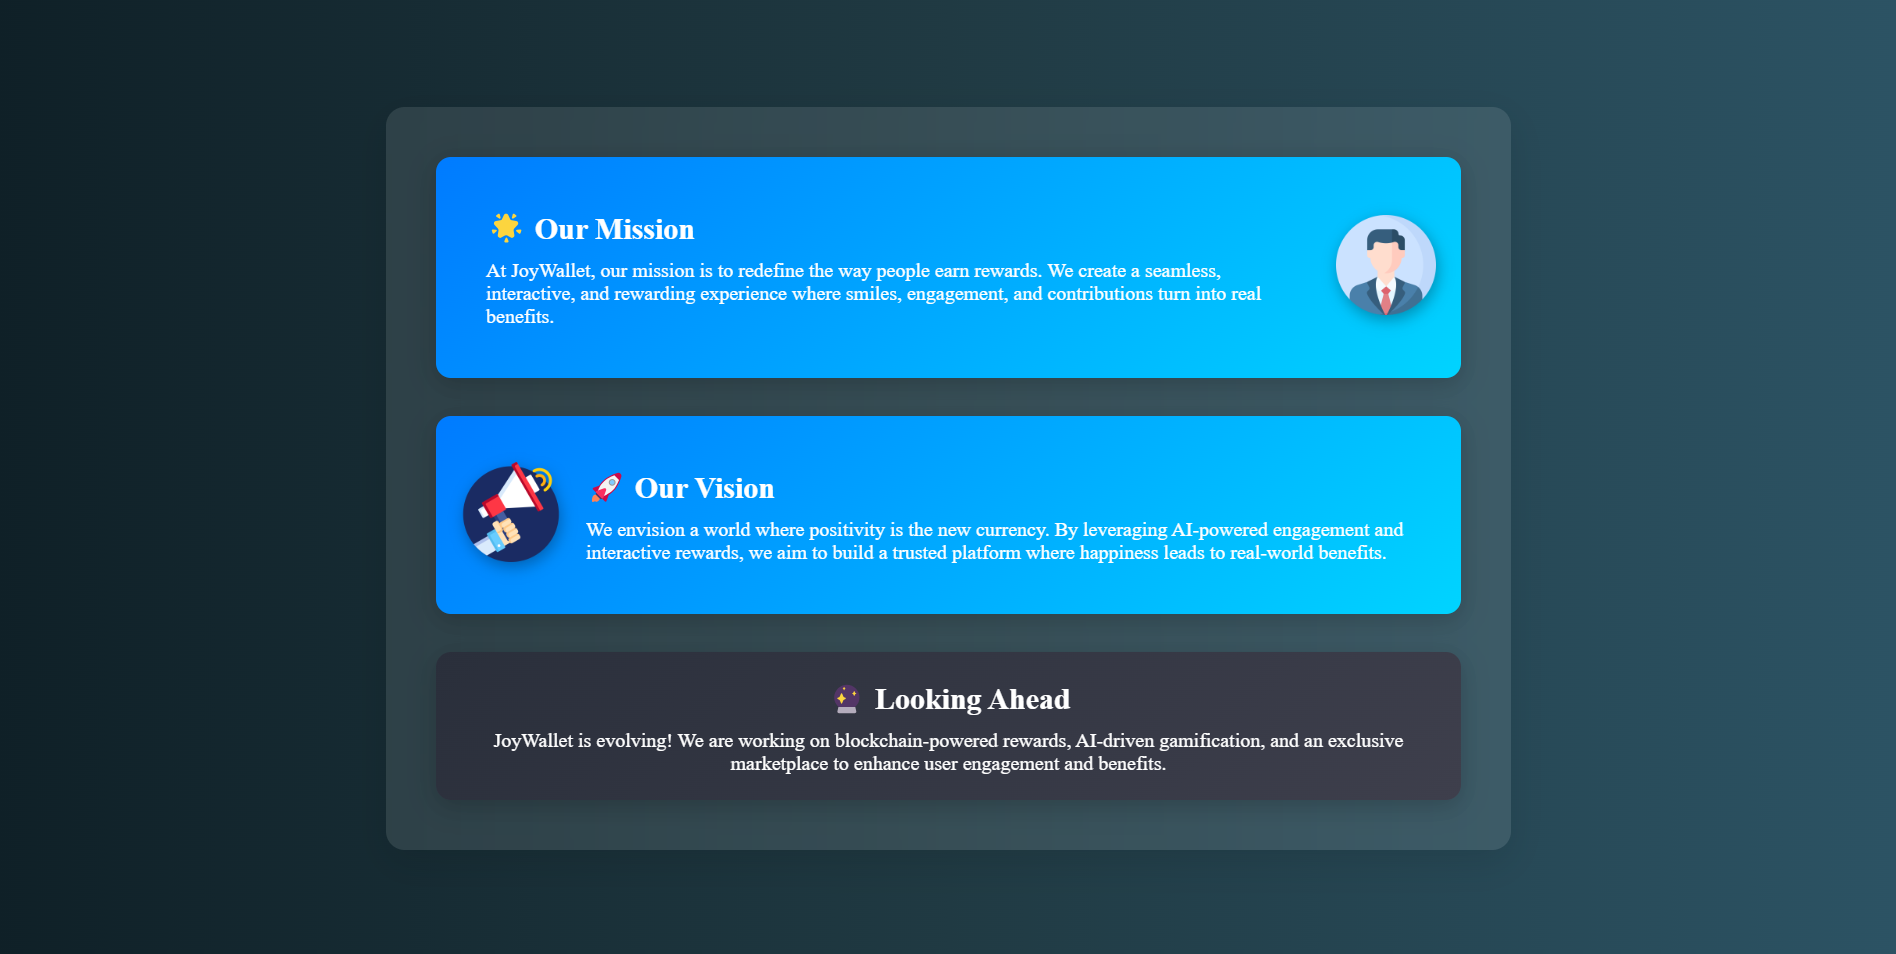 Our Mission
At JoyWallet, our mission is to redefine the way people earn rewards. We create a seamless,
interactive, and rewarding experience where smiles, engagement, and contributions turn into real
benefits.
Our Vision
We envision a world where positivity is the new currency. By leveraging AI-powered engagement and
interactive rewards, we aim to build a trusted platform where happiness leads to real-world benefits.
Looking Ahead
JoyWallet is evolving! We are working on blockchain-powered rewards, AI-driven gamification, and an exclusive
marketplace to enhance user engagement and benefits.